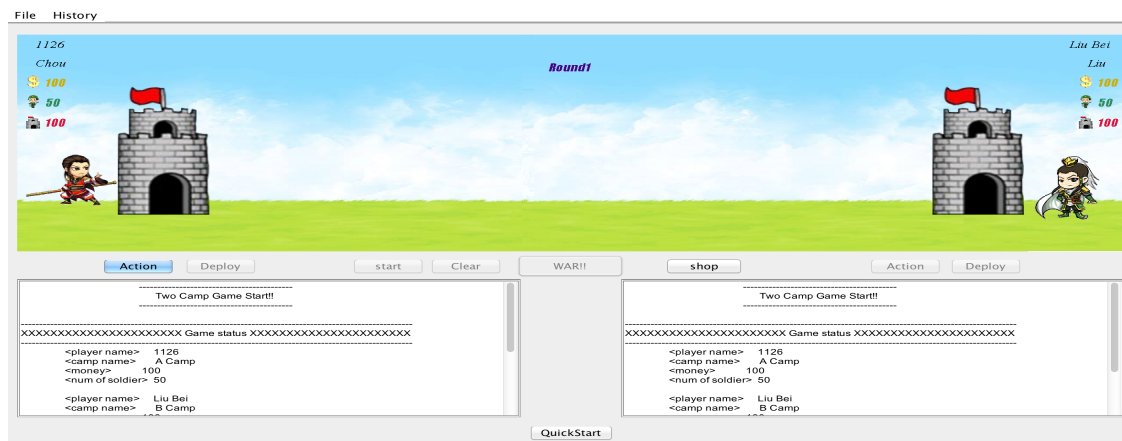 File History
1126
Chou
100
50
100
Round1
Liu Bei
Liu
100
50
100
Action Deploy start Clear WAR!! shop Action Deploy
------------------------------------------
Two Camp Game Start!!
------------------------------------------
XXXXXXXXXXXXXXXXXXXXXX Game status XXXXXXXXXXXXXXXXXXXXXX
<player name> 1126
<camp name> A Camp
<money> 100
<num of soldier> 50
<player name> Liu Bei
<camp name> B Camp
------------------------------------------
Two Camp Game Start!!
------------------------------------------
XXXXXXXXXXXXXXXXXXXXXX Game status XXXXXXXXXXXXXXXXXXXXXX
<player name> 1126
<camp name> A Camp
<money> 100
<num of soldier> 50
<player name> Liu Bei
<camp name> B Camp
QuickStart